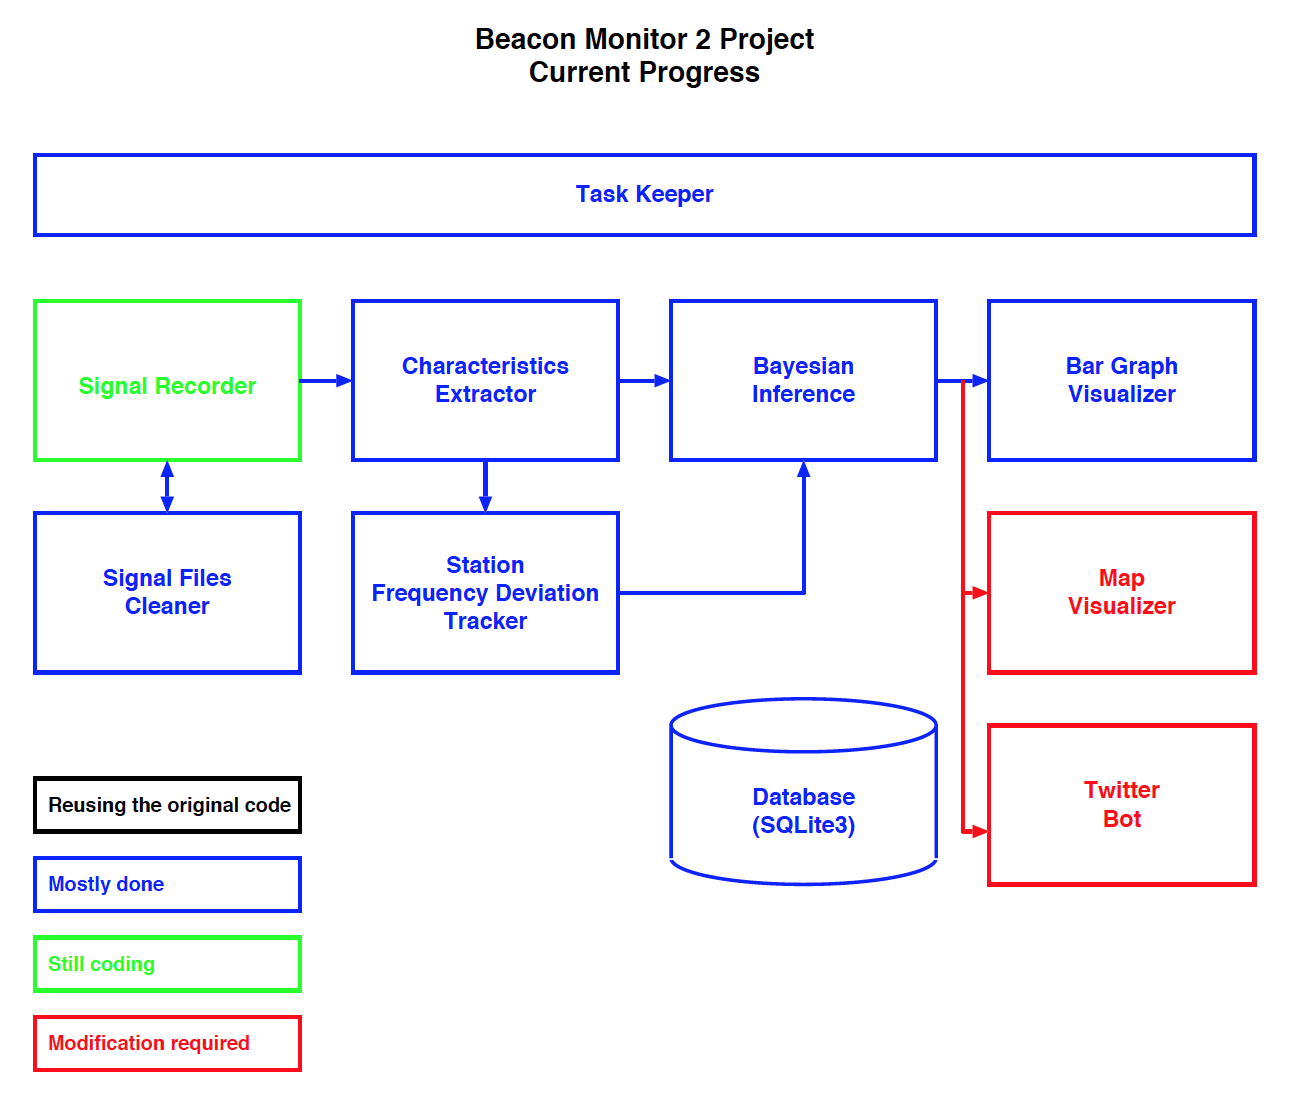 Beacon Monitor 2 Project
Current Progress
Task Keeper
Signal Recorder
Characteristics
Extractor
Bayesian
Inference
Bar Graph
Visualizer
Signal Files
Cleaner
Station
Frequency Deviation
Tracker
Map
Visualizer
Database
(SQLite3)
Twitter
Bot
Reusing the original code
Mostly done
Still coding
Modification required